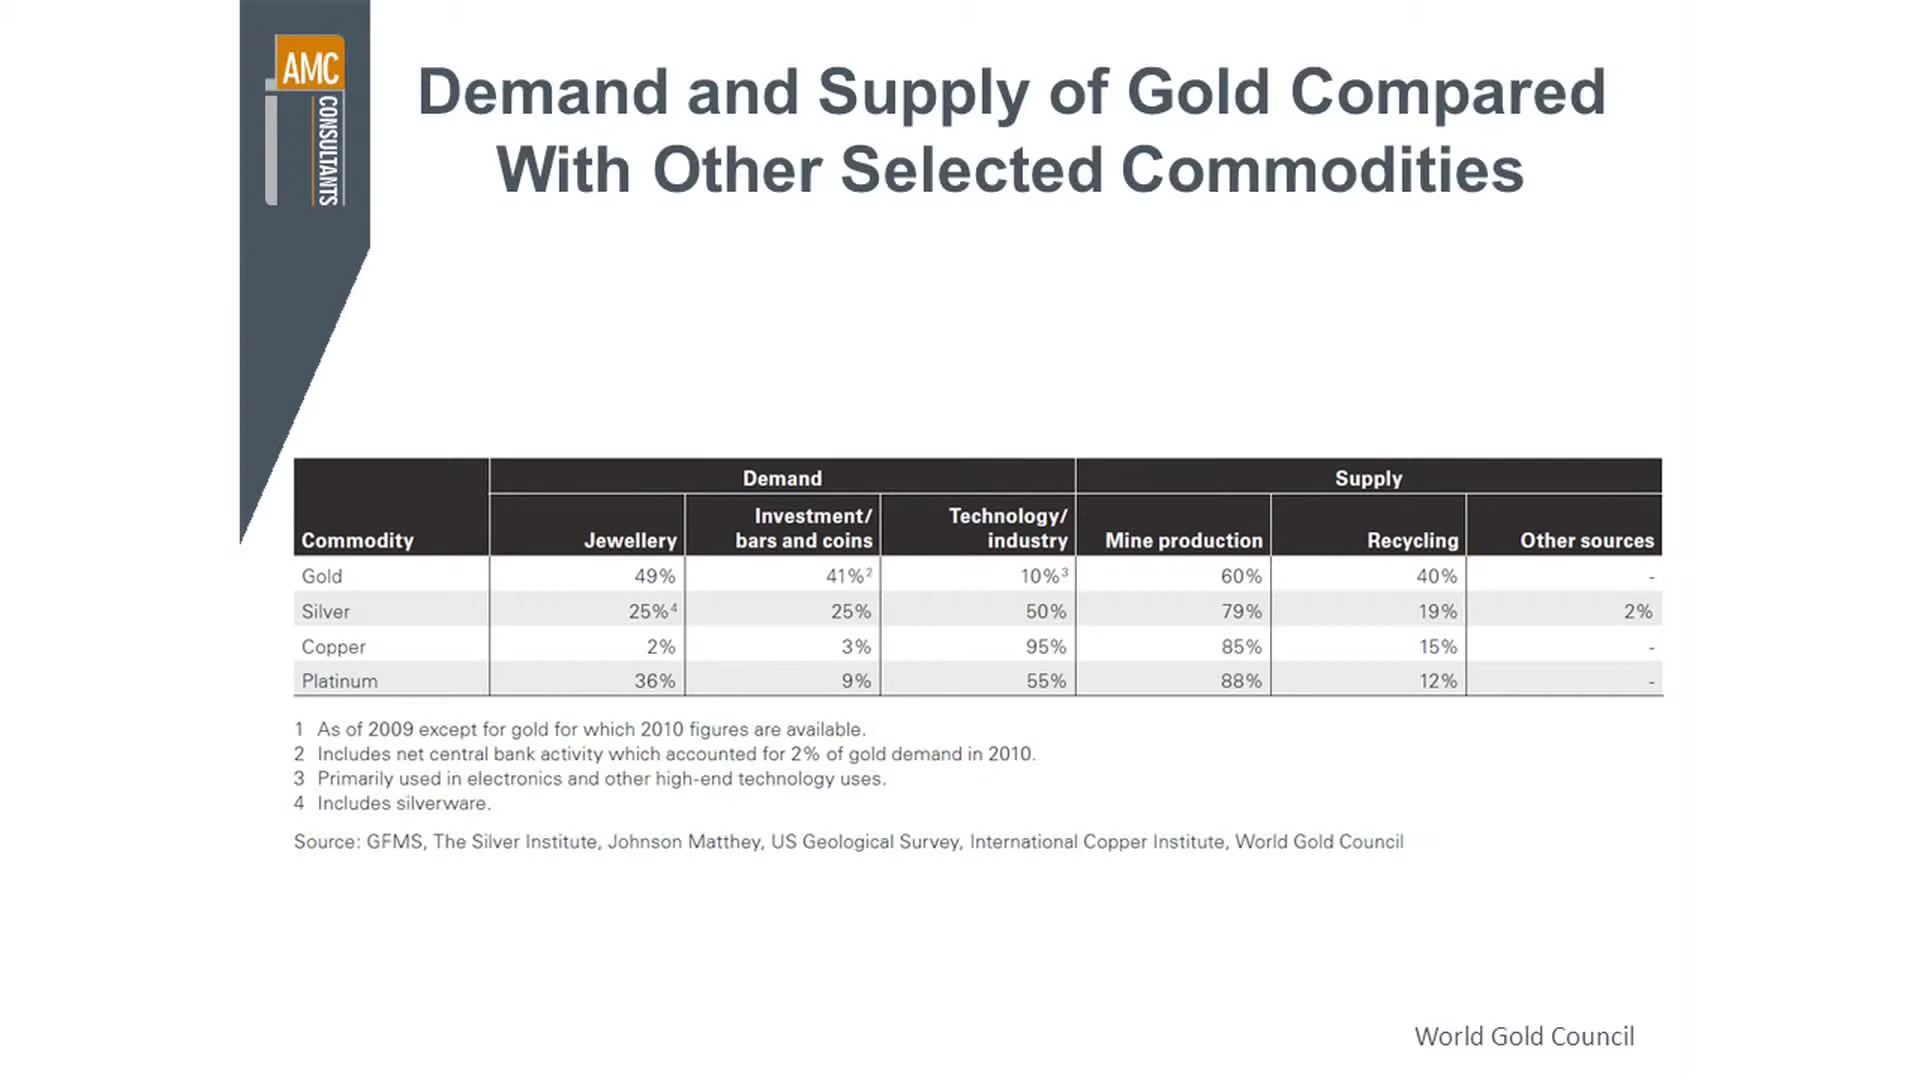 AMC
CONSULTANTS
Demand and Supply of Gold Compared
With Other Selected Commodities
Demand Supply
Commodity Jewellery Investment/ bars and coins Technology/ industry Mine production Recycling Other sources
Gold 49% 41%² 10%³ 60% 40% -
Silver 25%⁴ 25% 50% 79% 19% 2%
Copper 2% 3% 95% 85% 15% -
Platinum 36% 9% 55% 88% 12% -
1 As of 2009 except for gold for which 2010 figures are available.
2 Includes net central bank activity which accounted for 2% of gold demand in 2010.
3 Primarily used in electronics and other high-end technology uses.
4 Includes silverware.
Source: GFMS, The Silver Institute, Johnson Matthey, US Geological Survey, International Copper Institute, World Gold Council
World Gold Council